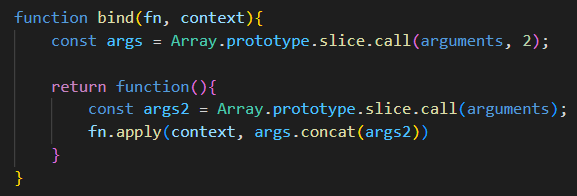 function bind(fn, context){
    const args = Array.prototype.slice.call(arguments, 2);

    return function(){
        const args2 = Array.prototype.slice.call(arguments);
        fn.apply(context, args.concat(args2))
    }
}